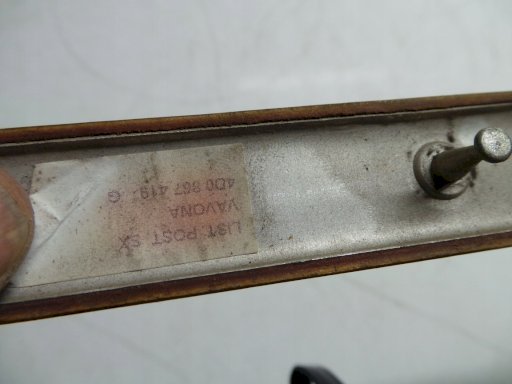 LIST POST SX
VAVONA
4D0 867 419 G